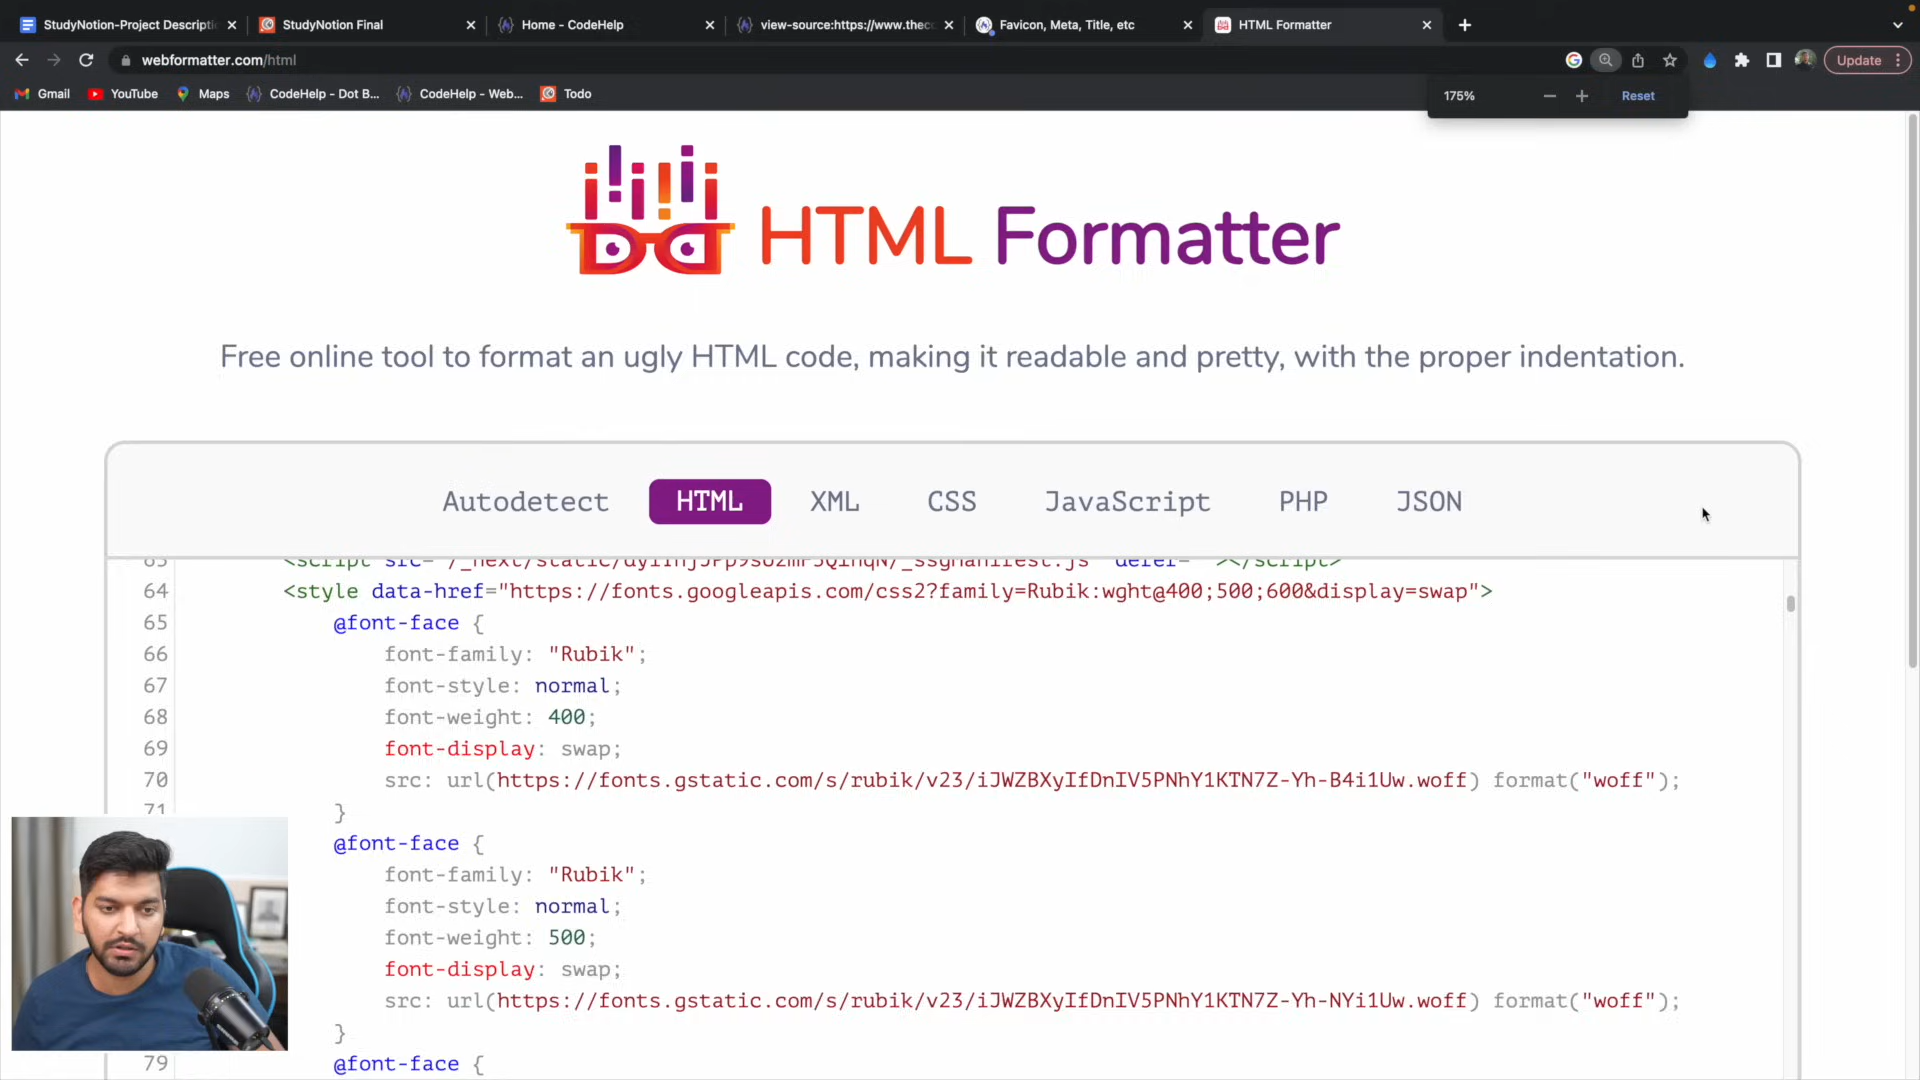 StudyNotion-Project Descripti
StudyNotion Final
Home - CodeHelp
view-source:https://www.thecc
Favicon, Meta, Title, etc
HTML Formatter
webformatter.com/html
Update
Gmail
YouTube
Maps
CodeHelp - Dot B...
CodeHelp - Web...
Todo
175%
Reset
HTML Formatter
Free online tool to format an ugly HTML code, making it readable and pretty, with the proper indentation.
Autodetect
HTML
XML
CSS
JavaScript
PHP
JSON
64 <style data-href="https://fonts.googleapis.com/css2?family=Rubik:wght@400;500;600&display=swap">
65 @font-face {
66 font-family: "Rubik";
67 font-style: normal;
68 font-weight: 400;
69 font-display: swap;
70 src: url(https://fonts.gstatic.com/s/rubik/v23/iJWZBXyIfDnIV5PNhY1KTN7Z-Yh-B4i1Uw.woff) format("woff");
71 }
@font-face {
font-family: "Rubik";
font-style: normal;
font-weight: 500;
font-display: swap;
src: url(https://fonts.gstatic.com/s/rubik/v23/iJWZBXyIfDnIV5PNhY1KTN7Z-Yh-NYi1Uw.woff) format("woff");
}
79 @font-face {